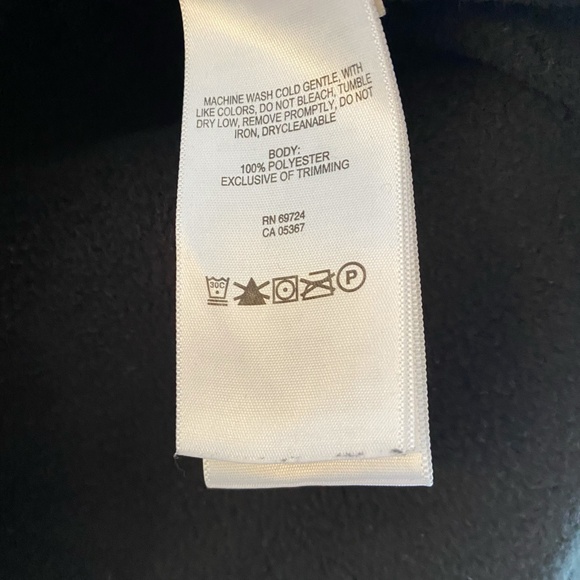 MACHINE WASH COLD GENTLE, WITH
LIKE COLORS, DO NOT BLEACH, TUMBLE
DRY LOW, REMOVE PROMPTLY, DO NOT
IRON, DRYCLEANABLE
BODY:
100% POLYESTER
EXCLUSIVE OF TRIMMING
RN 69724
CA 05367
30C P